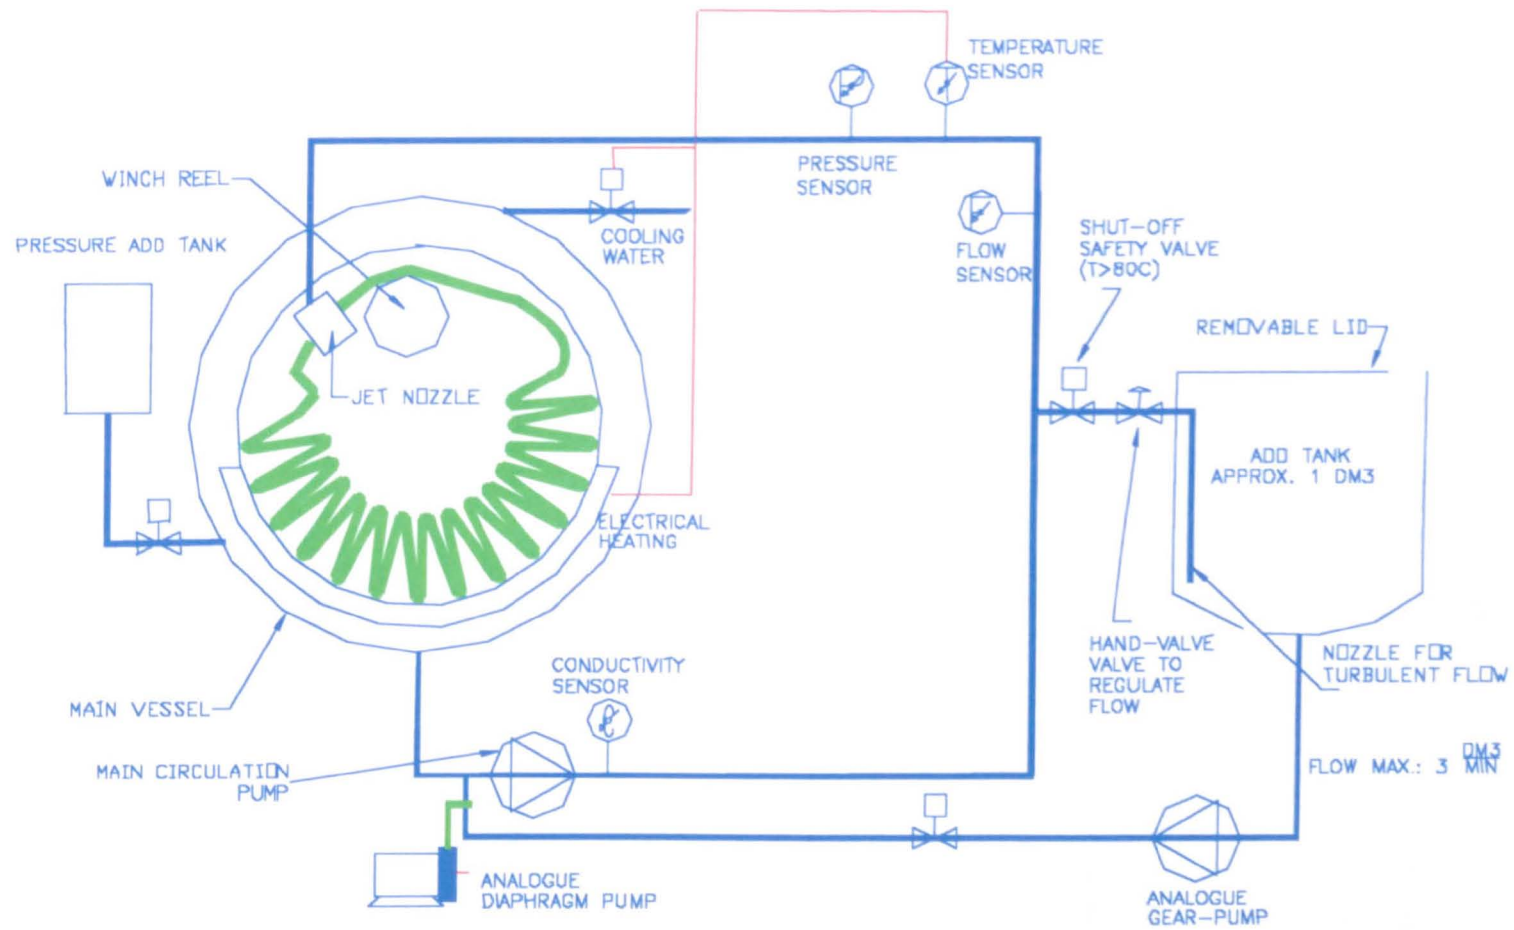 TEMPERATURE
SENSOR
PRESSURE
SENSOR
WINCH REEL
PRESSURE ADD TANK
COOLING
WATER
FLOW
SENSOR
SHUT-OFF
SAFETY VALVE
(T>80C)
REMOVABLE LID
JET NOZZLE
ADD TANK
APPROX. 1 DM3
ELECTRICAL
HEATING
HAND-VALVE
VALVE TO
REGULATE
FLOW
NOZZLE FOR
TURBULENT FLOW
CONDUCTIVITY
SENSOR
MAIN VESSEL
MAIN CIRCULATION
PUMP
FLOW MAX.: 3 DM3
MIN
ANALOGUE
DIAPHRAGM PUMP
ANALOGUE
GEAR-PUMP